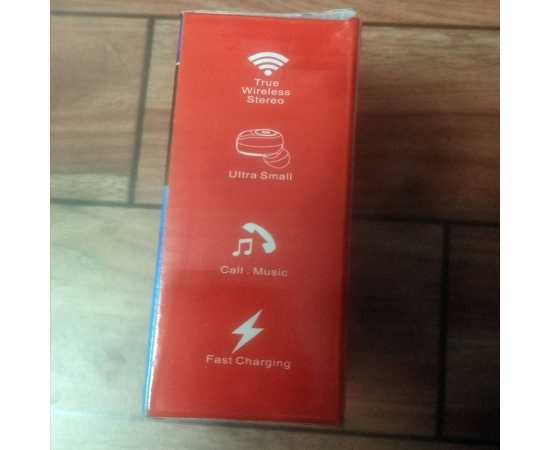 True
Wireless
Stereo
Ultra Small
Call . Music
Fast Charging